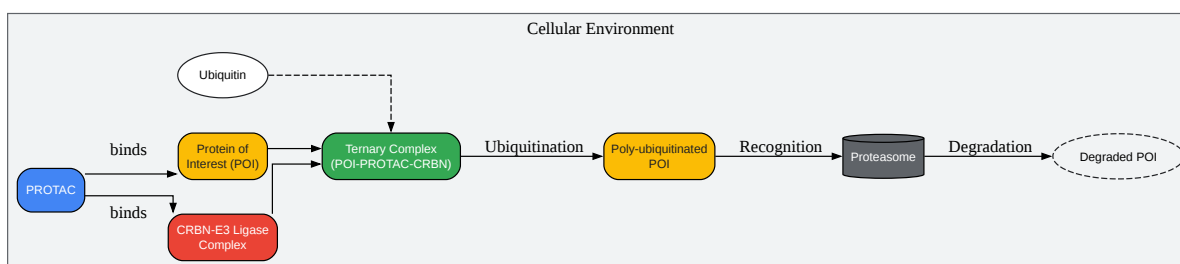 Cellular Environment
Ubiquitin
binds
Protein of
Interest (POI)
Ternary Complex
(POI-PROTAC-CRBN)
Ubiquitination
Poly-ubiquitinated
POI
Recognition
Proteasome
Degradation
Degraded POI
PROTAC
binds
CRBN-E3 Ligase
Complex